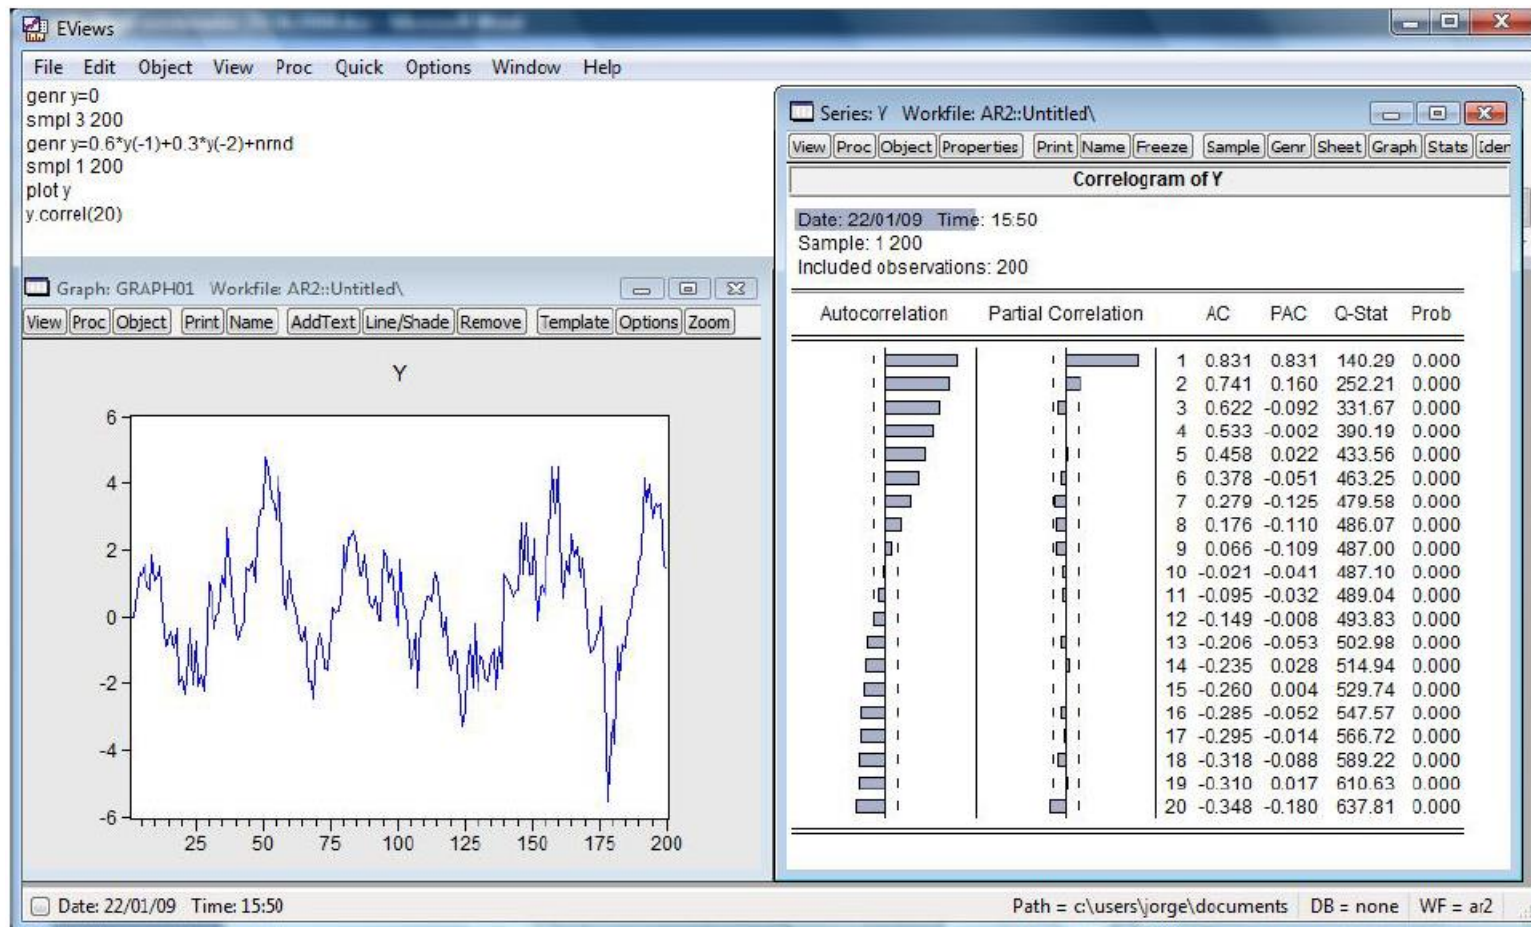 EViews
File Edit Object View Proc Quick Options Window Help
genr y=0
smpl 3 200
genr y=0.6*y(-1)+0.3*y(-2)+nrnd
smpl 1 200
plot y
y.correl(20)
Graph: GRAPH01 Workfile: AR2::Untitled\
View Proc Object Print Name AddText Line/Shade Remove Template Options Zoom
Y
6
4
2
0
-2
-4
-6
25 50 75 100 125 150 175 200
Series: Y Workfile: AR2::Untitled\
View Proc Object Properties Print Name Freeze Sample Genr Sheet Graph Stats Iden
Correlogram of Y
Date: 22/01/09 Time: 15:50
Sample: 1 200
Included observations: 200
Autocorrelation Partial Correlation AC PAC Q-Stat Prob
1 0.831 0.831 140.29 0.000
2 0.741 0.160 252.21 0.000
3 0.622 -0.092 331.67 0.000
4 0.533 -0.002 390.19 0.000
5 0.458 0.022 433.56 0.000
6 0.378 -0.051 463.25 0.000
7 0.279 -0.125 479.58 0.000
8 0.176 -0.110 486.07 0.000
9 0.066 -0.109 487.00 0.000
10 -0.021 -0.041 487.10 0.000
11 -0.095 -0.032 489.04 0.000
12 -0.149 -0.008 493.83 0.000
13 -0.206 -0.053 502.98 0.000
14 -0.235 0.028 514.94 0.000
15 -0.260 0.004 529.74 0.000
16 -0.285 -0.052 547.57 0.000
17 -0.295 -0.014 566.72 0.000
18 -0.318 -0.088 589.22 0.000
19 -0.310 0.017 610.63 0.000
20 -0.348 -0.180 637.81 0.000
Date: 22/01/09 Time: 15:50
Path = c:\users\jorge\documents DB = none WF = ar2